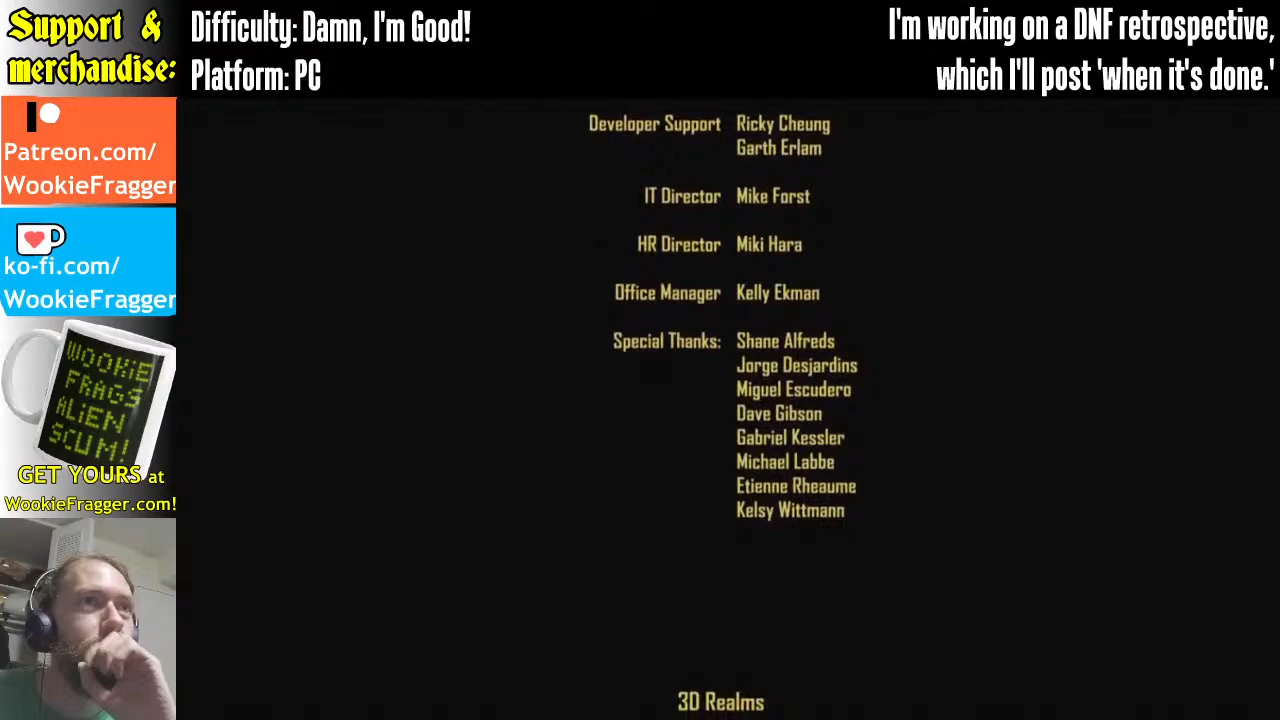 Support &
merchandise:
Patreon.com/
WookieFragger
ko-fi.com/
WookieFragger
WOOKiE
FRAGS
ALiEN
SCUM!
GET YOURS at
WookieFragger.com!
Difficulty: Damn, I'm Good!
Platform: PC
I'm working on a DNF retrospective,
which I'll post 'when it's done.'
Developer Support Ricky Cheung
Garth Erlam
IT Director Mike Forst
HR Director Miki Hara
Office Manager Kelly Ekman
Special Thanks: Shane Alfreds
Jorge Desjardins
Miguel Escudero
Dave Gibson
Gabriel Kessler
Michael Labbe
Etienne Rheaume
Kelsy Wittmann
3D Realms